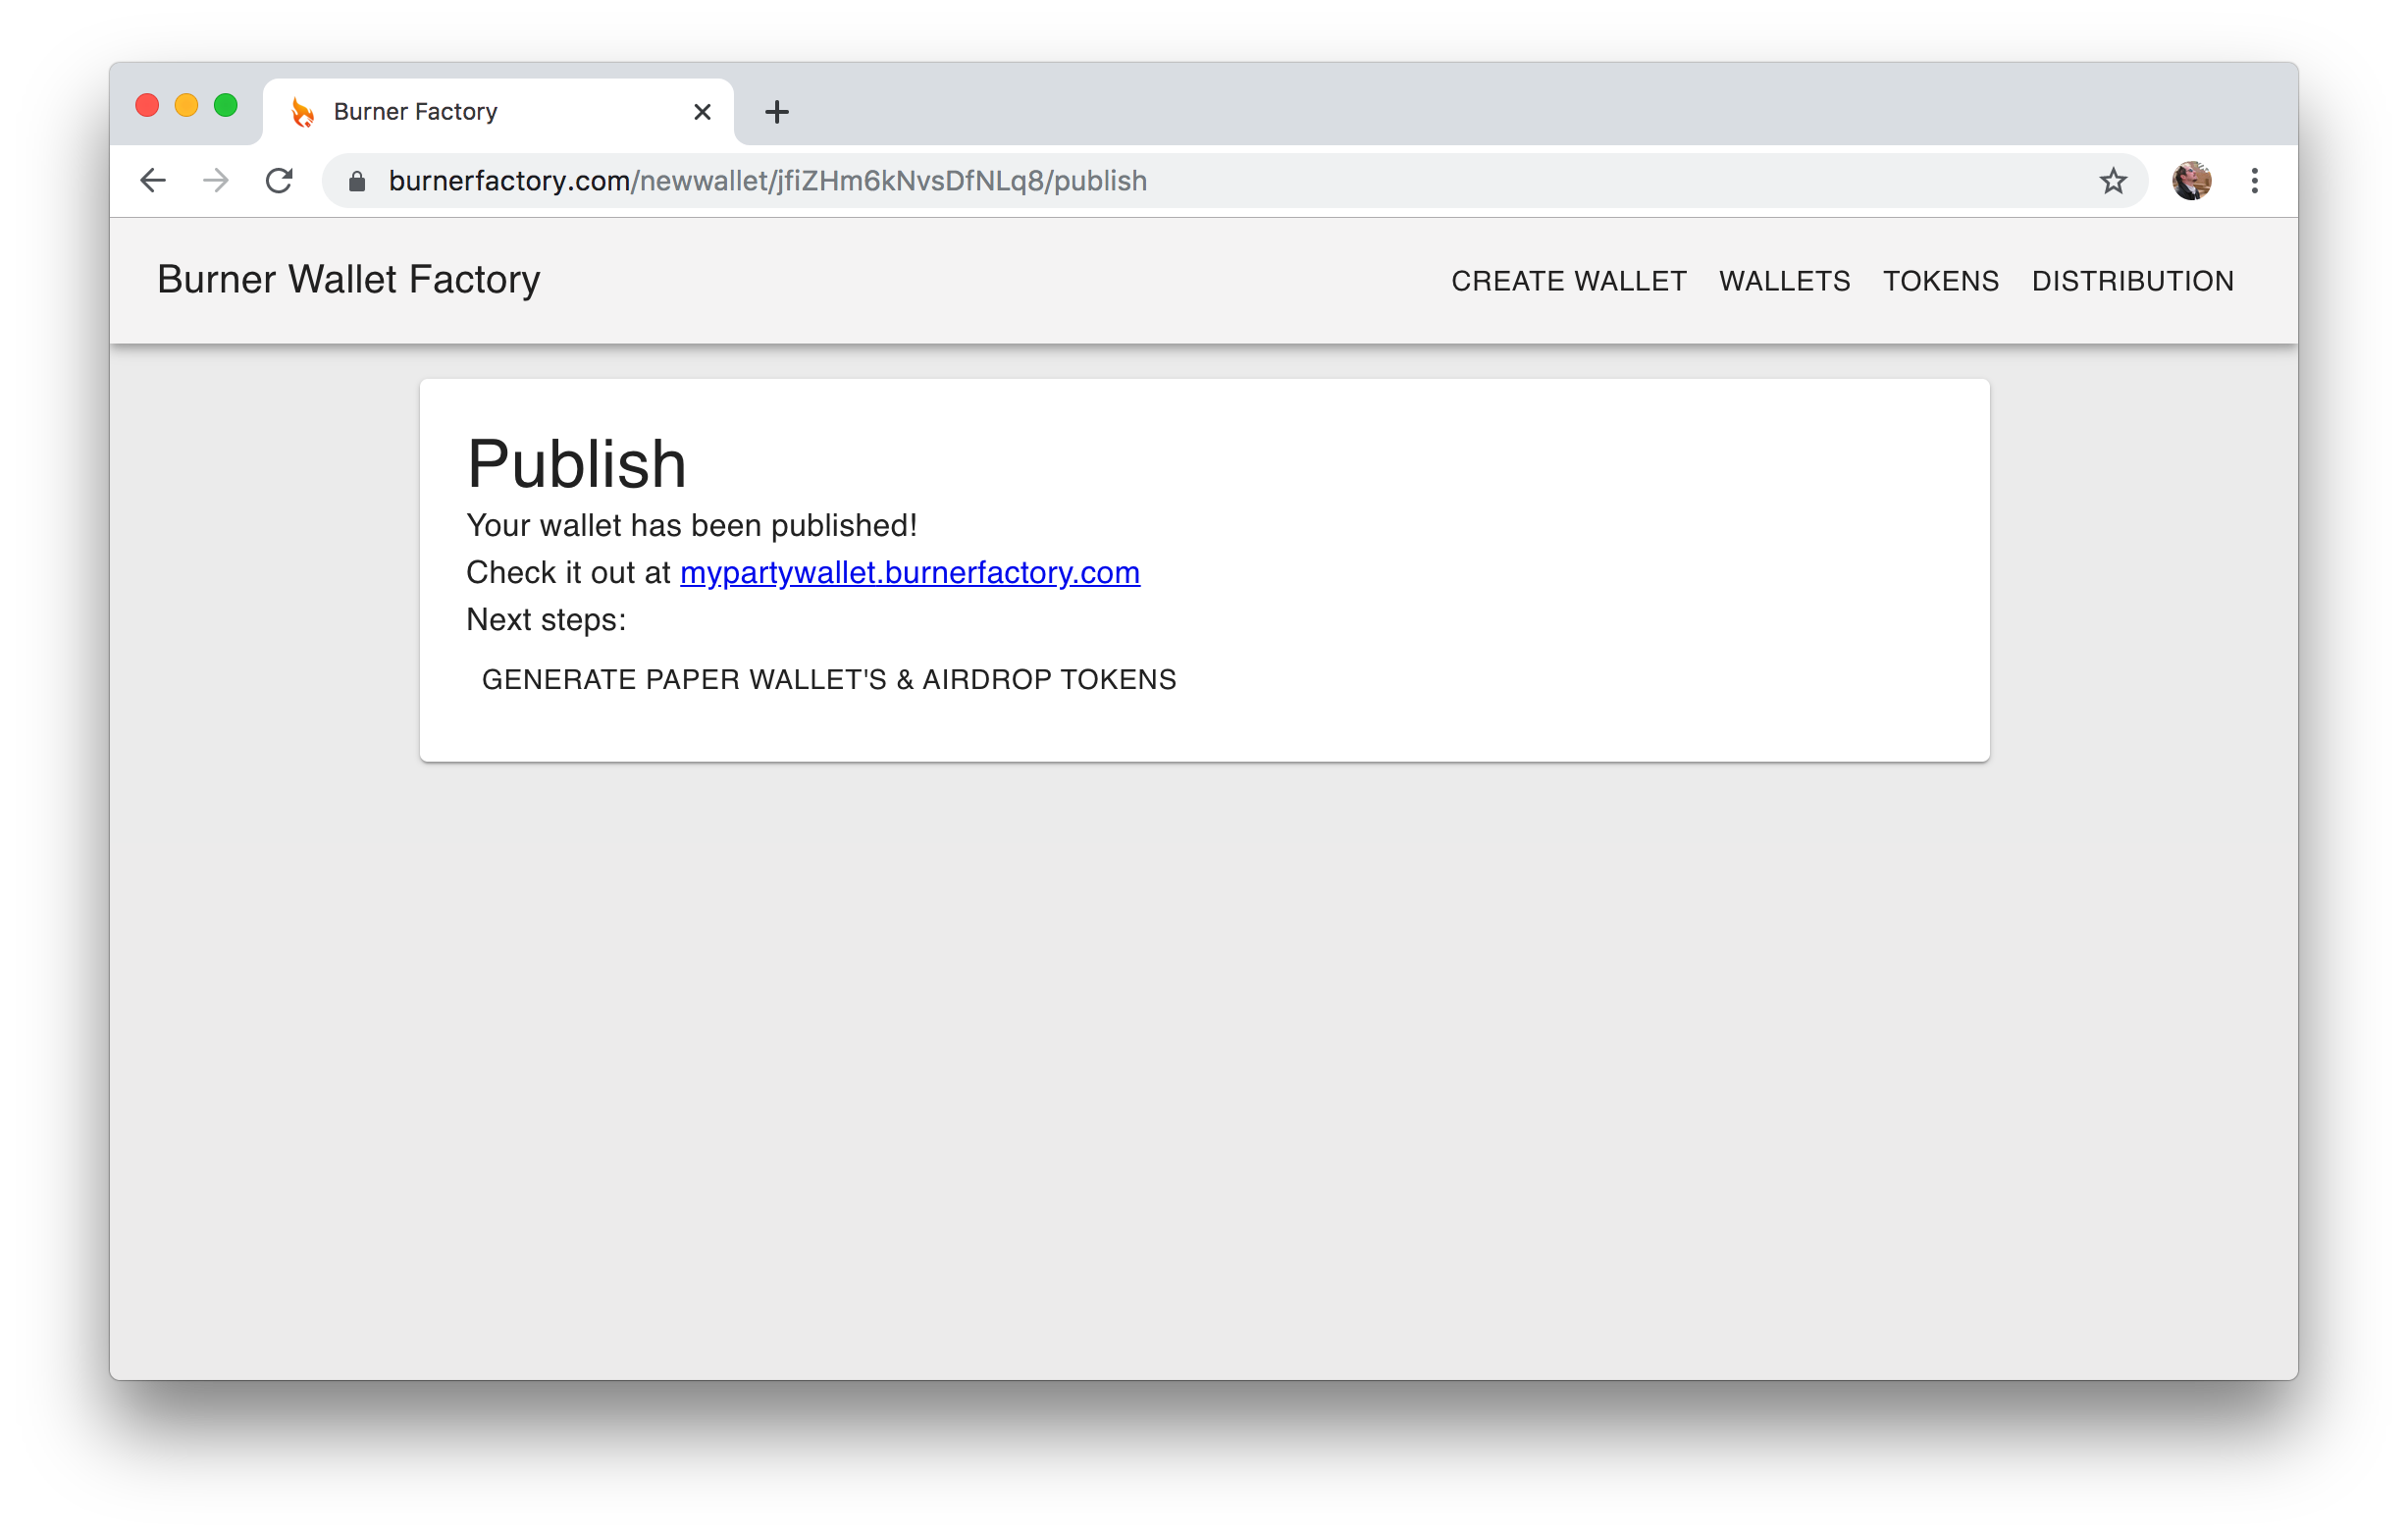 Burner Factory
burnerfactory.com/newwallet/jfiZHm6kNvsDfNLq8/publish
Burner Wallet Factory
CREATE WALLET WALLETS TOKENS DISTRIBUTION
Publish
Your wallet has been published!
Check it out at mypartywallet.burnerfactory.com
Next steps:
GENERATE PAPER WALLET'S & AIRDROP TOKENS